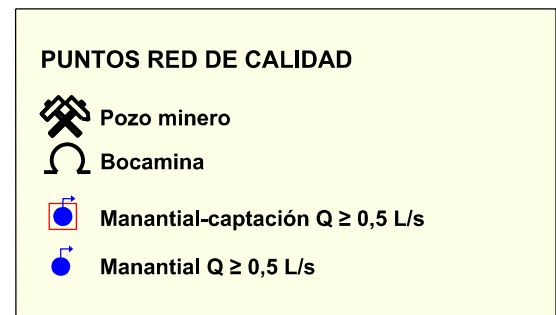 PUNTOS RED DE CALIDAD
Pozo minero
Bocamina
Manantial-captación Q ≥ 0,5 L/s
Manantial Q ≥ 0,5 L/s